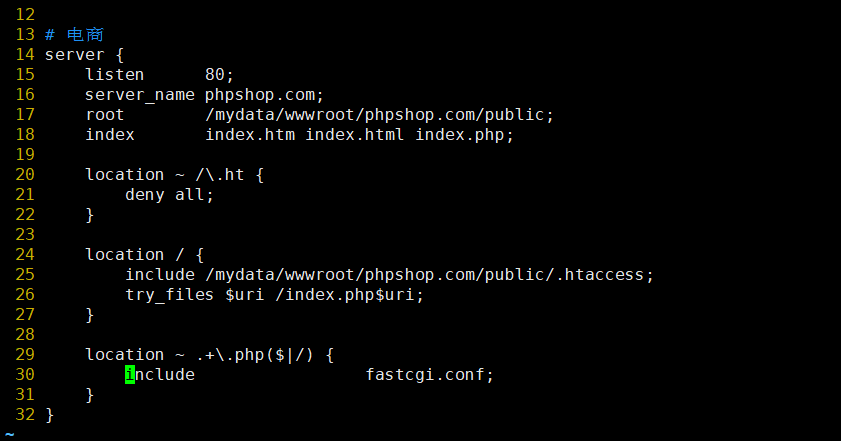 12
13 # 电商
14 server {
15     listen      80;
16     server_name phpshop.com;
17     root        /mydata/wwwroot/phpshop.com/public;
18     index       index.htm index.html index.php;
19
20     location ~ /\.ht {
21         deny all;
22     }
23
24     location / {
25         include /mydata/wwwroot/phpshop.com/public/.htaccess;
26         try_files $uri /index.php$uri;
27     }
28
29     location ~ .+\.php($|/) {
30         include                 fastcgi.conf;
31     }
32 }
~